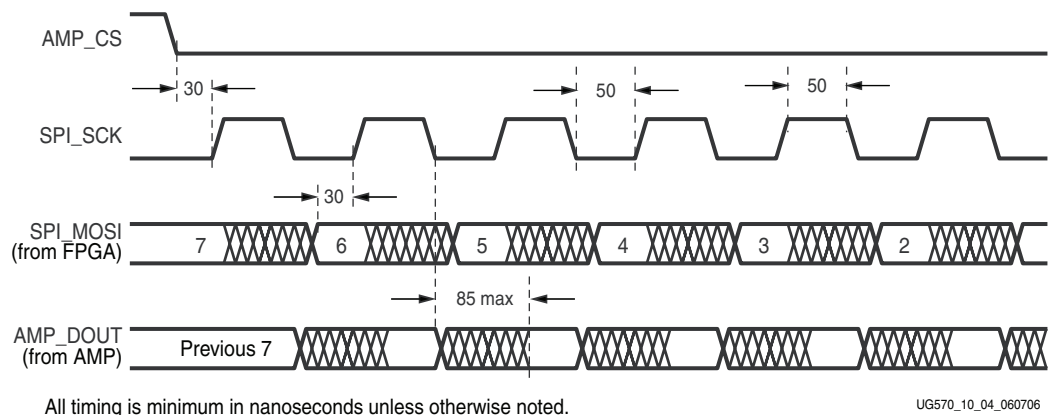 AMP_CS
30
50
50
SPI_SCK
30
SPI_MOSI
(from FPGA)
7
6
5
4
3
2
85 max
AMP_DOUT
(from AMP)
Previous 7
All timing is minimum in nanoseconds unless otherwise noted.
UG570_10_04_060706